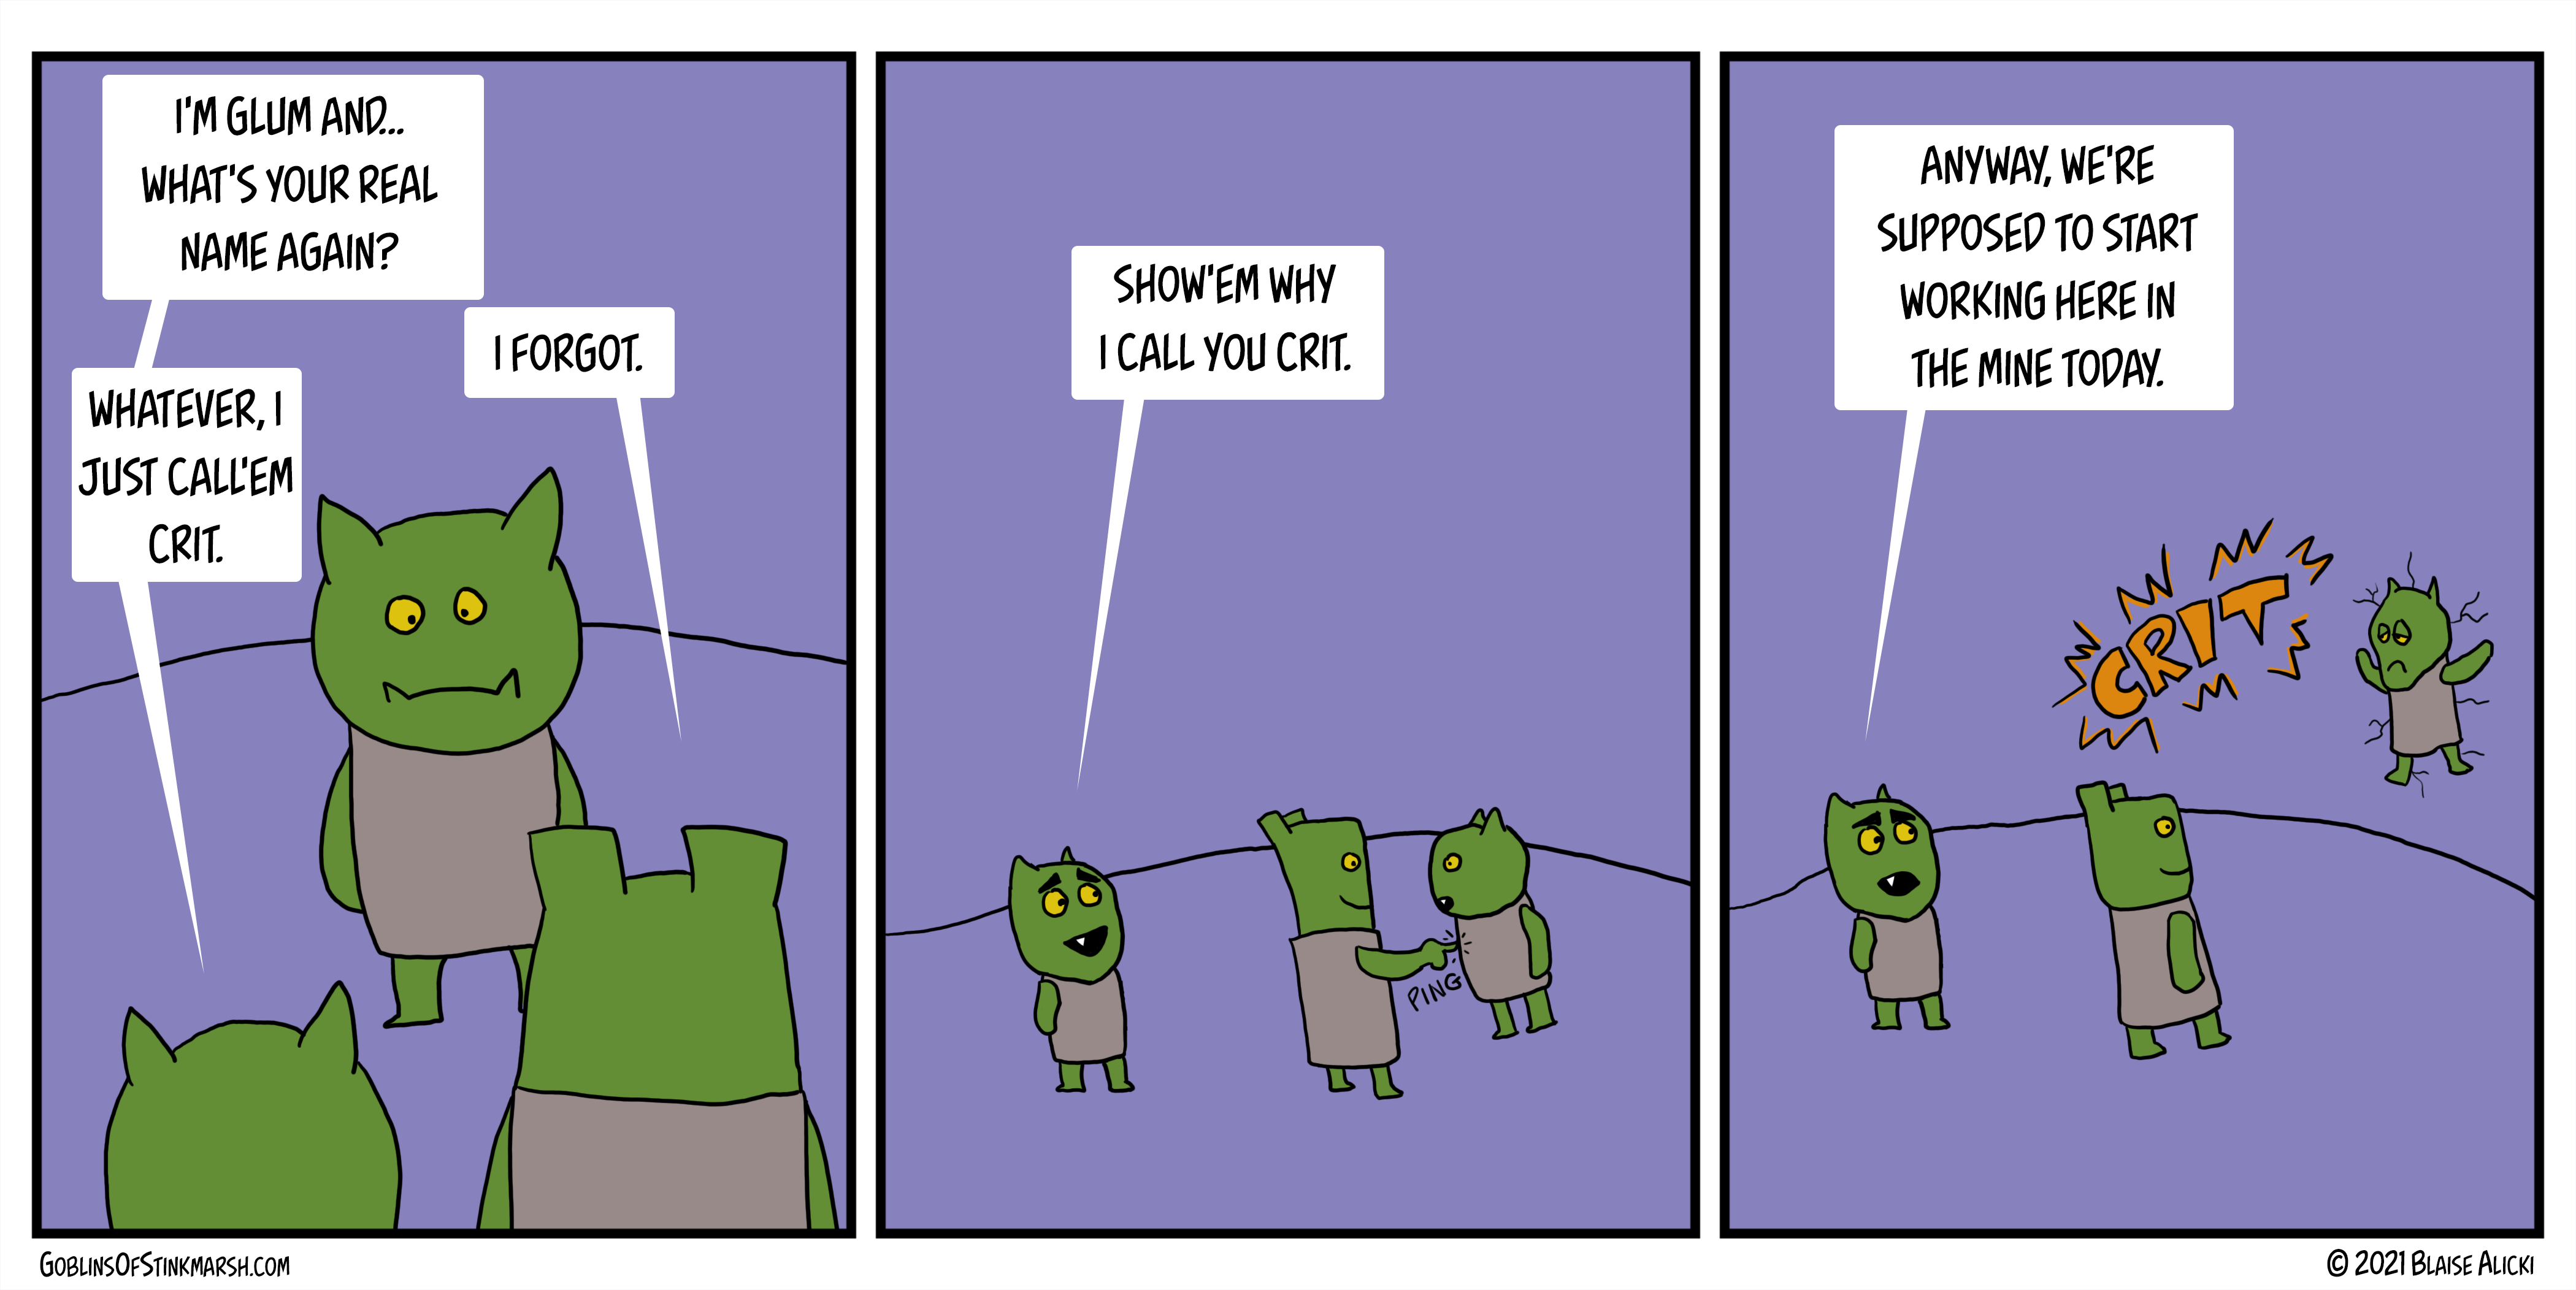 I'M GLUM AND...
WHAT'S YOUR REAL
NAME AGAIN?
I FORGOT.
WHATEVER, I
JUST CALL'EM
CRIT.
SHOW'EM WHY
I CALL YOU CRIT.
PING
ANYWAY, WE'RE
SUPPOSED TO START
WORKING HERE IN
THE MINE TODAY.
CRIT
GOBLINSOFSTINKMARSH.COM
© 2021 BLAISE ALICKI